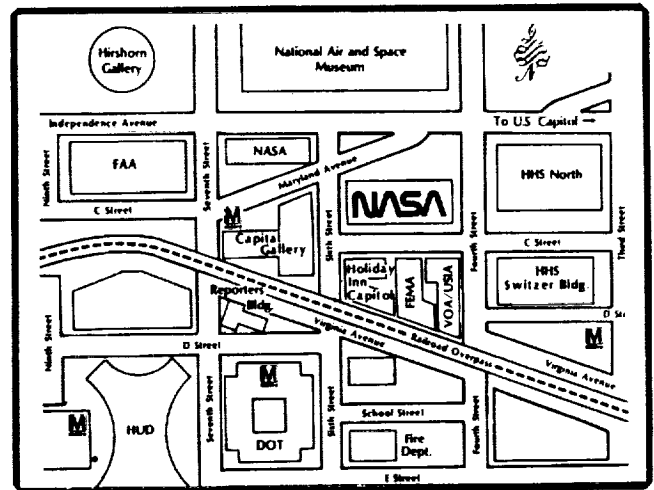 Hirshorn
Gallery
National Air and Space
Museum
N
Independence Avenue
To U.S. Capitol →
Ninth Street
FAA
Seventh Street
NASA
Maryland Avenue
NASA
HHS North
C Street
M
Sixth Street
Fourth Street
Third Street
Capital
Gallery
C Street
Holiday
Inn
Capitol
FEMA
VOA/USIA
HHS
Switzer Bldg.
Reporters
Bldg.
D Str
Virginia Avenue
Railroad Overpass
Virginia Avenue
M
Ninth Street
D Street
M
Seventh Street
Sixth Street
School Street
Fourth Street
M
HUD
DOT
Fire
Dept.
E Street